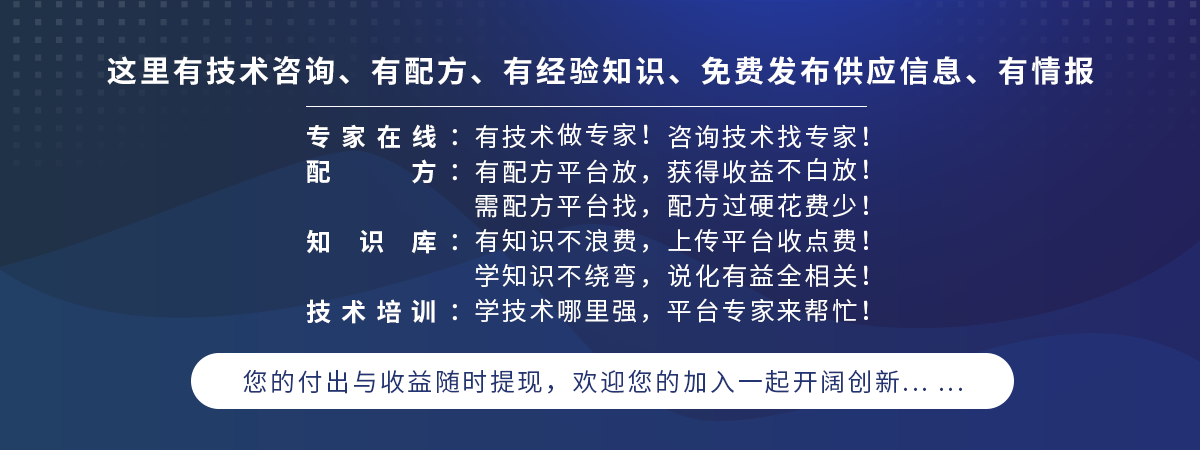 这里有技术咨询、有配方、有经验知识、免费发布供应信息、有情报
专家在线：有技术做专家！咨询技术找专家！
配方：有配方平台放，获得收益不白放！
需配方平台找，配方过硬花费少！
知识库：有知识不浪费，上传平台收点费！
学知识不绕弯，说化有益全相关！
技术培训：学技术哪里强，平台专家来帮忙！
您的付出与收益随时提现，欢迎您的加入一起开阔创新... ...